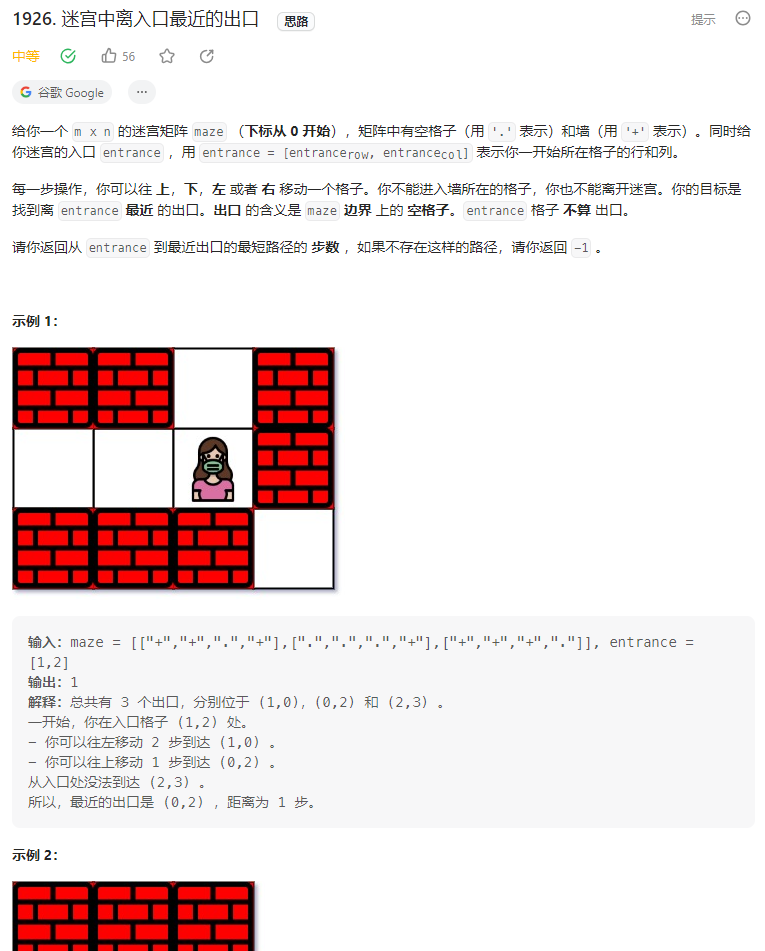 1926. 迷宫中离入口最近的出口 思路 提示
中等 56
谷歌 Google ...
给你一个 m x n 的迷宫矩阵 maze （下标从 0 开始），矩阵中有空格子（用 '.' 表示）和墙（用 '+' 表示）。同时给
你迷宫的入口 entrance ，用 entrance = [entrancerow, entrancecol] 表示你一开始所在格子的行和列。
每一步操作，你可以往 上，下，左 或者 右 移动一个格子。你不能进入墙所在的格子，你也不能离开迷宫。你的目标是
找到离 entrance 最近 的出口。出口 的含义是 maze 边界 上的 空格子。entrance 格子 不算 出口。
请你返回从 entrance 到最近出口的最短路径的 步数 ，如果不存在这样的路径，请你返回 -1 。
示例 1：
输入：maze = [["+","+",".","+"],[".",".",".","+"],["+","+","+","."]], entrance =
[1,2]
输出：1
解释：总共有 3 个出口，分别位于 (1,0)，(0,2) 和 (2,3) 。
一开始，你在入口格子 (1,2) 处。
- 你可以往左移动 2 步到达 (1,0) 。
- 你可以往上移动 1 步到达 (0,2) 。
从入口处没法到达 (2,3) 。
所以，最近的出口是 (0,2) ，距离为 1 步。
示例 2：